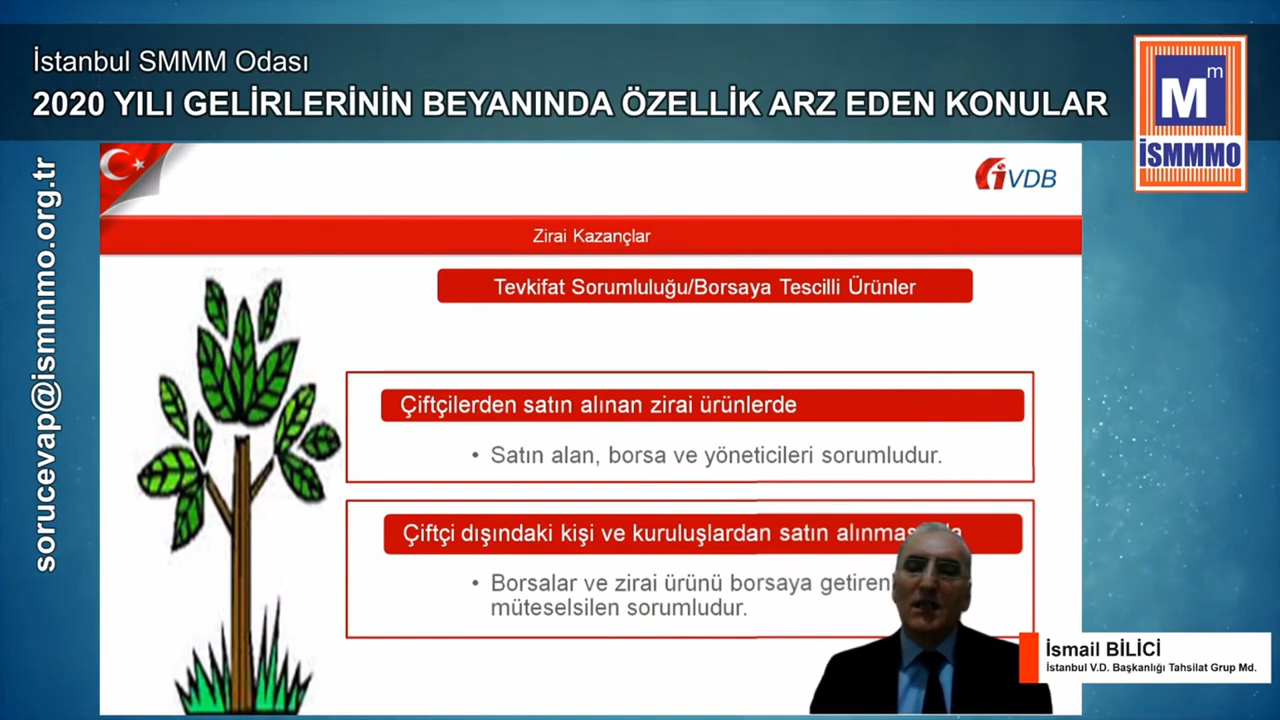 İstanbul SMMM Odası
2020 YILI GELİRLERİNİN BEYANINDA ÖZELLİK ARZ EDEN KONULAR
Mm
İSMMMO
sorucevap@ismmmo.org.tr
VDB
Zirai Kazançlar
Tevkifat Sorumluluğu/Borsaya Tescilli Ürünler
Çiftçilerden satın alınan zirai ürünlerde
• Satın alan, borsa ve yöneticileri sorumludur.
Çiftçi dışındaki kişi ve kuruluşlardan satın
• Borsalar ve zirai ürünü borsaya getiren
müteselsilen sorumludur.
İsmail BİLİCİ
İstanbul V.D. Başkanlığı Tahsilat Grup Md.